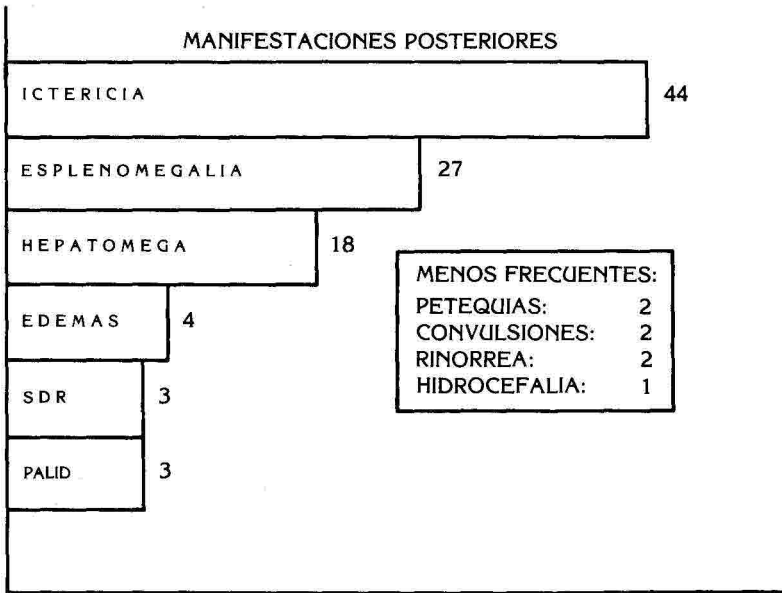 MANIFESTACIONES POSTERIORES
ICTERICIA 44
ESPLENOMEGALIA 27
HEPATOMEGA 18
EDEMAS 4
SDR 3
PALID 3
MENOS FRECUENTES:
PETEQUIAS: 2
CONVULSIONES: 2
RINORREA: 2
HIDROCEFALIA: 1